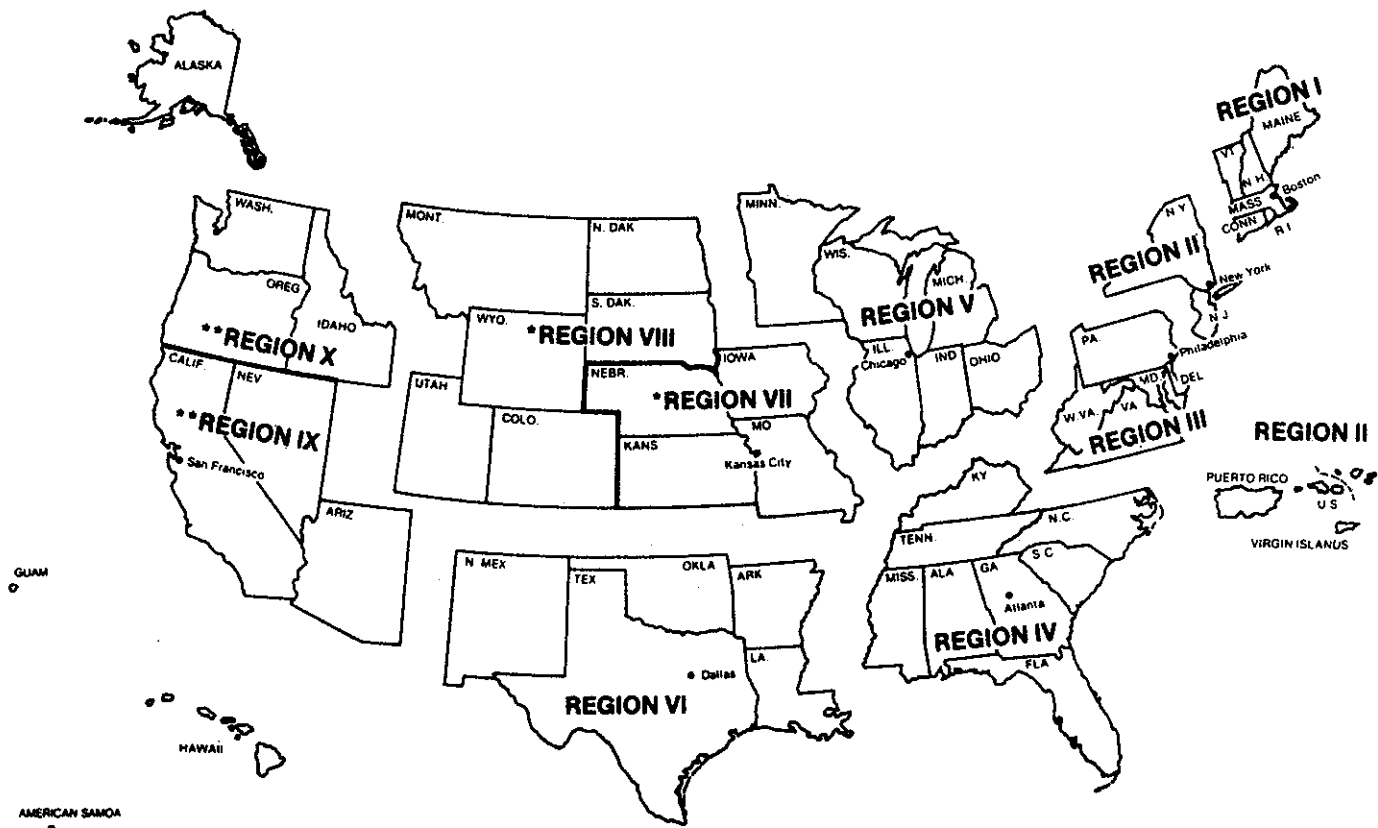 ALASKA
REGION I
MAINE
VT
N H.
Boston
MASS
CONN
R I
WASH.
MONT.
N. DAK
MINN.
N Y.
REGION II
New York
N J
WIS.
MICH.
REGION V
OREG
IDAHO
**REGION X
WYO.
S. DAK.
*REGION VIII
ILL.
Chicago
IND
OHIO
PA.
Philadelphia
MD.
DEL
W.VA.
VA
REGION III
CALIF.
NEV
**REGION IX
San Francisco
UTAH
COLO.
NEBR.
IOWA
*REGION VII
KANS
MO
Kansas City
REGION II
PUERTO RICO
U S
VIRGIN ISLANUS
KY
TENN.
N.C.
S C
ARIZ
N MEX
TEX
OKLA
ARK
MISS.
ALA
GA
Atlanta
REGION IV
FLA
LA.
Dallas
REGION VI
GUAM
HAWAII
AMERICAN SAMOA